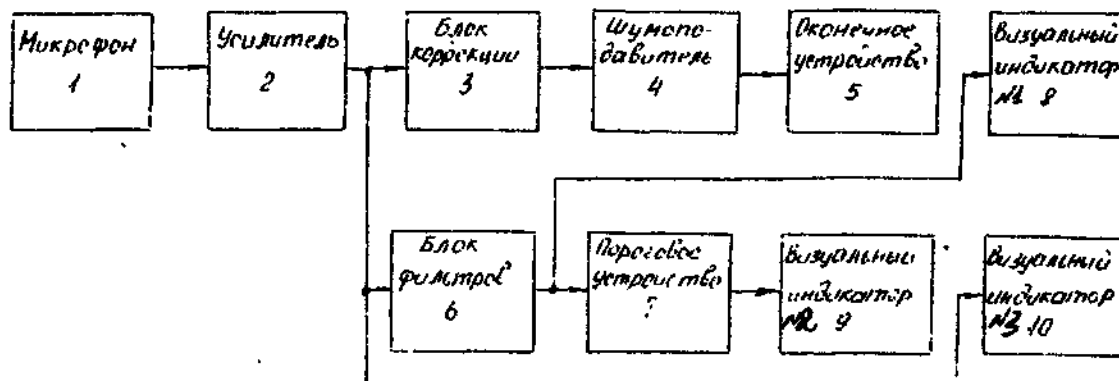 Микрофон
1
Усилитель
2
Блок
коррекции
3
Шумопо-
давитель
4
Оконечное
устройство
5
Визуальный
индикатор
№1 8
Блок
фильтров
6
Пороговое
устройство
7
Визуальный
индикатор
№2 9
Визуальный
индикатор
№3 10